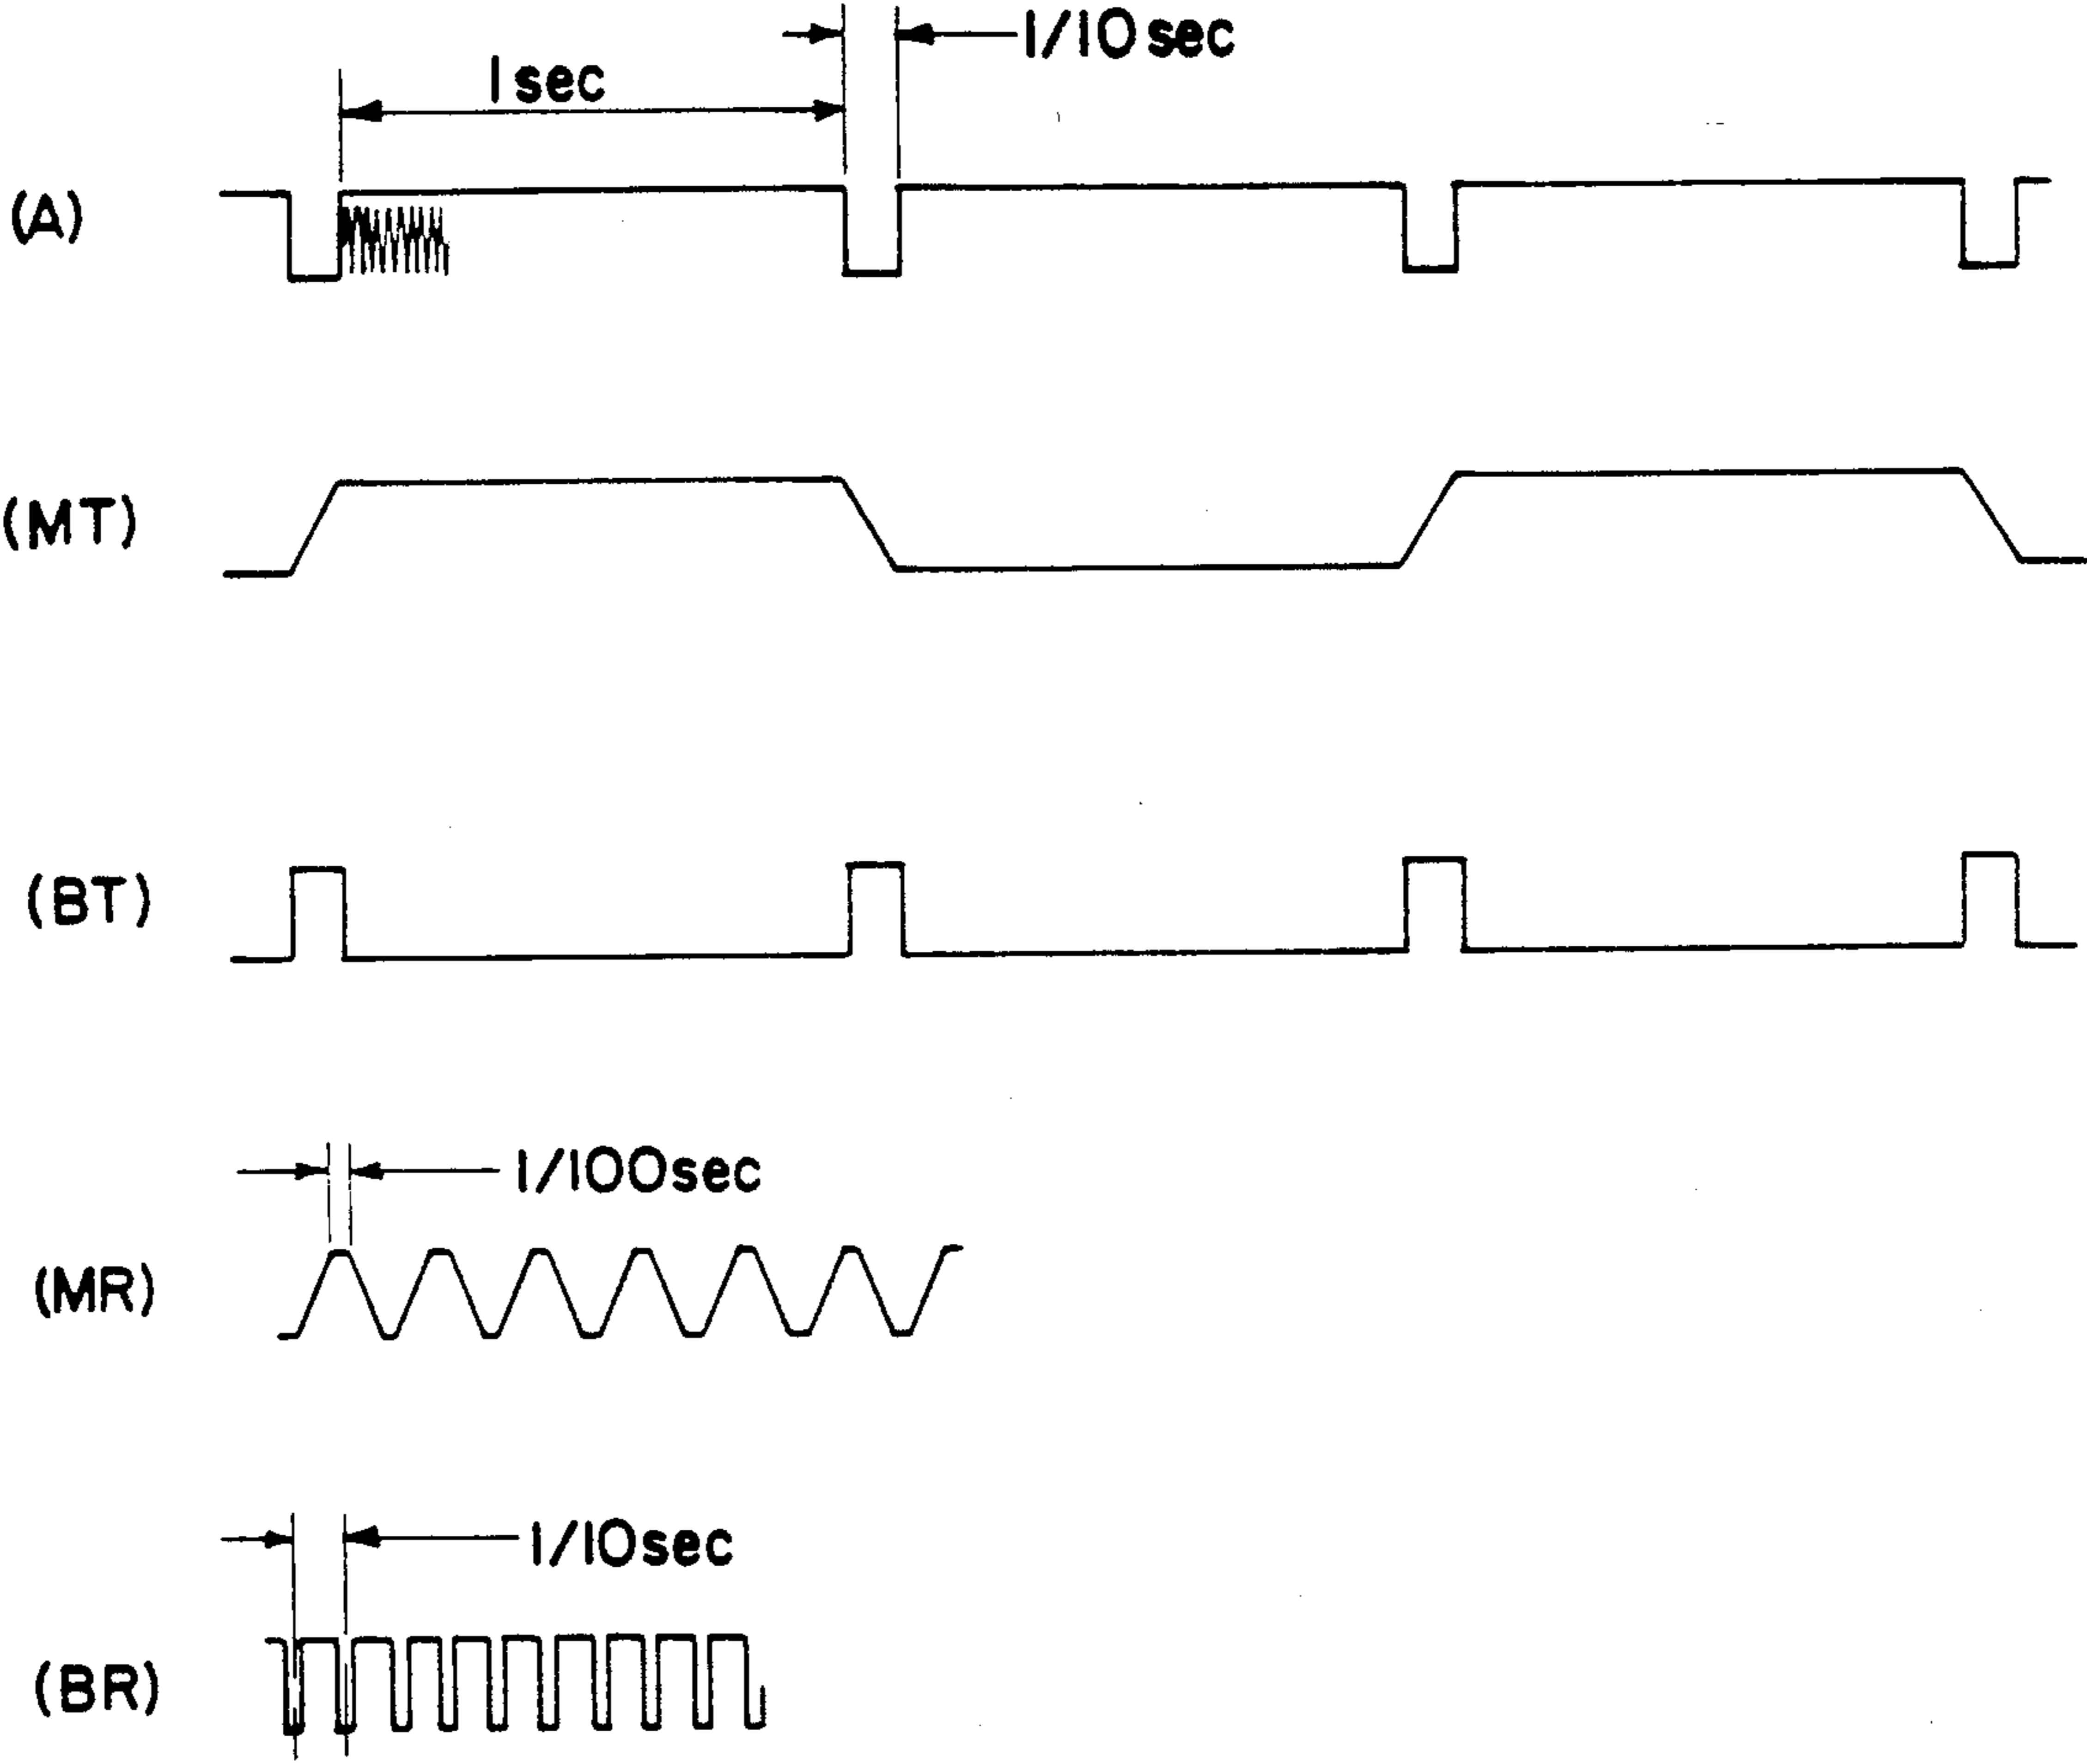 1/10 sec
1 sec
(A)
(MT)
(BT)
1/100sec
(MR)
1/10sec
(BR)